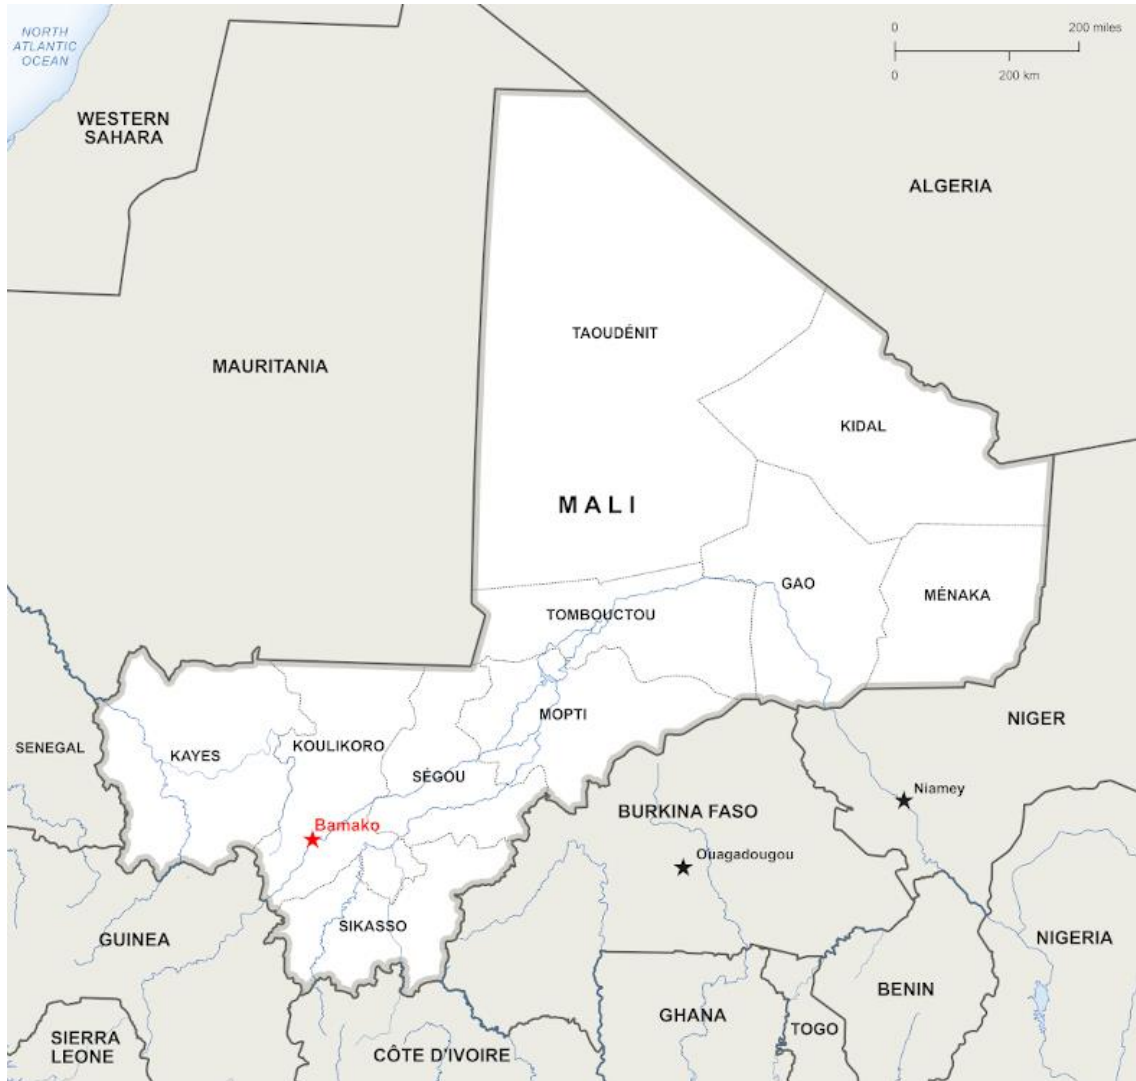 NORTH
ATLANTIC
OCEAN
0
200 miles
0
200 km
WESTERN
SAHARA
ALGERIA
TAOUDÉNIT
MAURITANIA
KIDAL
MALI
GAO
MÉNAKA
TOMBOUCTOU
MOPTI
NIGER
SENEGAL
KAYES
KOULIKORO
SÉGOU
Niamey
BURKINA FASO
Bamako
Ouagadougou
SIKASSO
GUINEA
NIGERIA
BENIN
GHANA
TOGO
SIERRA
LEONE
CÔTE D'IVOIRE